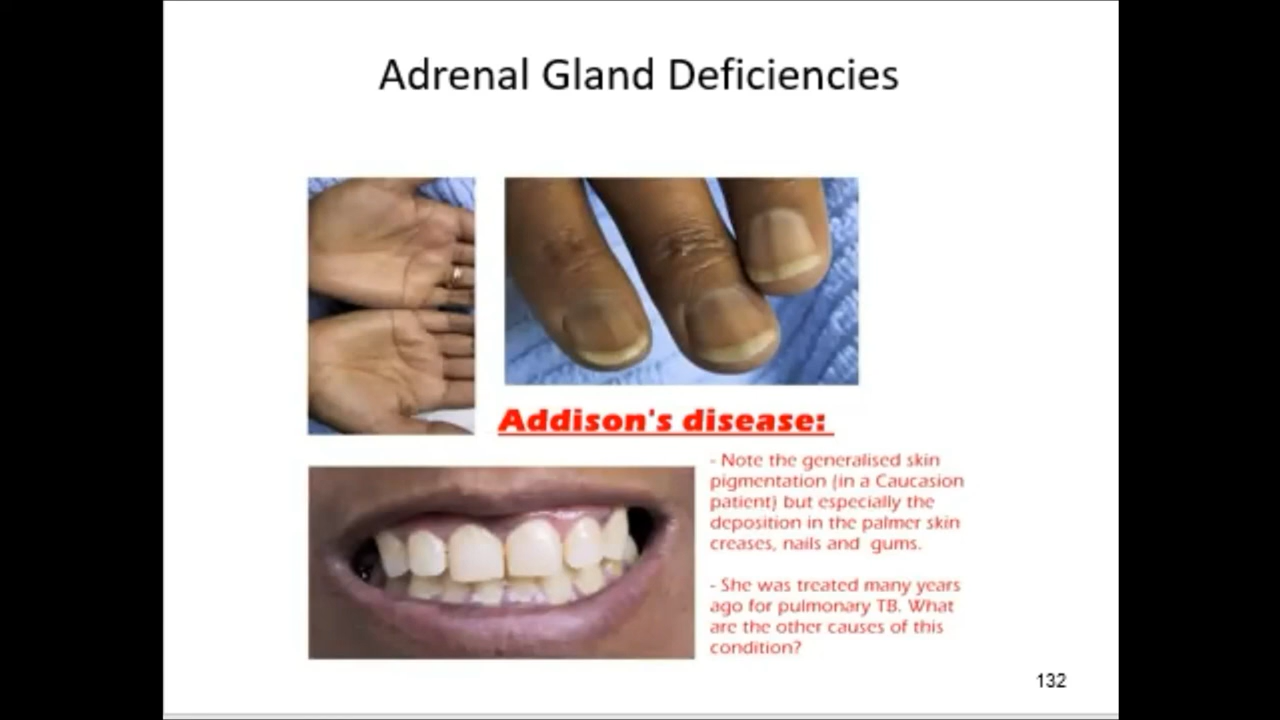 Adrenal Gland Deficiencies
Addison's disease:
- Note the generalised skin
pigmentation (in a Caucasion
patient) but especially the
deposition in the palmer skin
creases, nails and gums.
- She was treated many years
ago for pulmonary TB. What
are the other causes of this
condition?
132